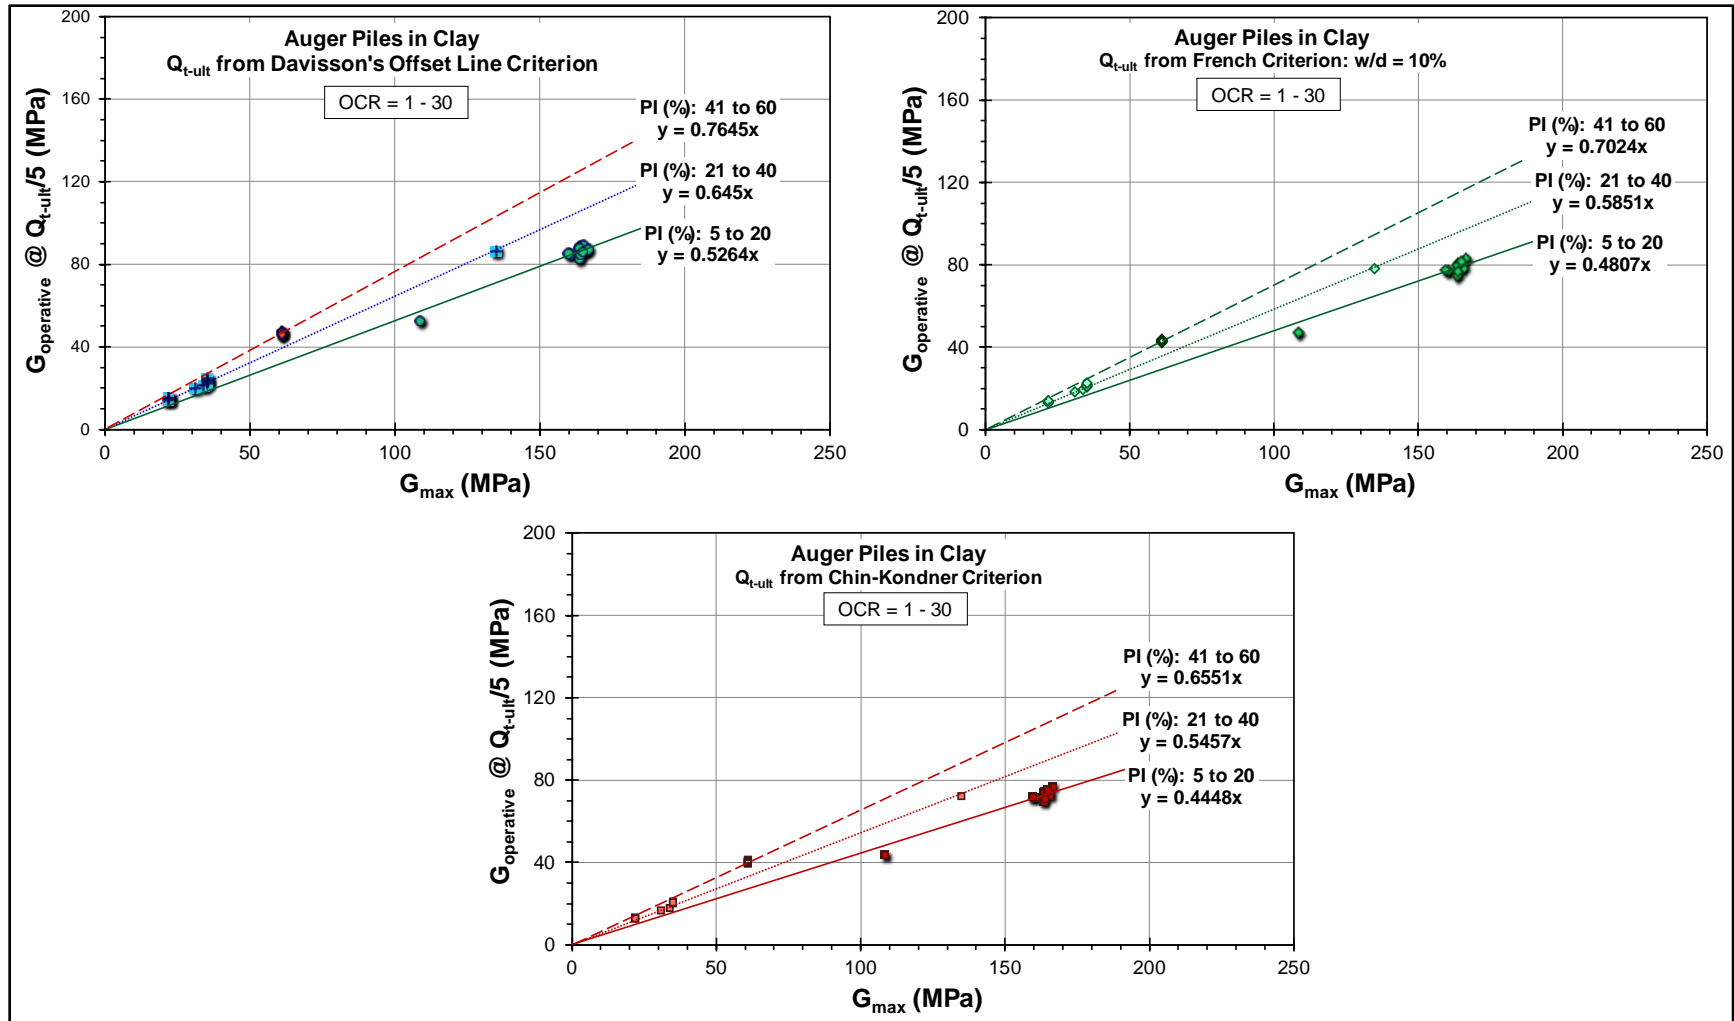 Auger Piles in Clay
Qt-ult from Davisson's Offset Line Criterion
OCR = 1 - 30
PI (%): 41 to 60
y = 0.7645x
PI (%): 21 to 40
y = 0.645x
PI (%): 5 to 20
y = 0.5264x
Goperative @ Qt-ult/5 (MPa)
200
160
120
80
40
0
0 50 100 150 200 250
Gmax (MPa)
Auger Piles in Clay
Qt-ult from French Criterion: w/d = 10%
OCR = 1 - 30
PI (%): 41 to 60
y = 0.7024x
PI (%): 21 to 40
y = 0.5851x
PI (%): 5 to 20
y = 0.4807x
Goperative @ Qt-ult/5 (MPa)
200
160
120
80
40
0
0 50 100 150 200 250
Gmax (MPa)
Auger Piles in Clay
Qt-ult from Chin-Kondner Criterion
OCR = 1 - 30
PI (%): 41 to 60
y = 0.6551x
PI (%): 21 to 40
y = 0.5457x
PI (%): 5 to 20
y = 0.4448x
Goperative @ Qt-ult/5 (MPa)
200
160
120
80
40
0
0 50 100 150 200 250
Gmax (MPa)